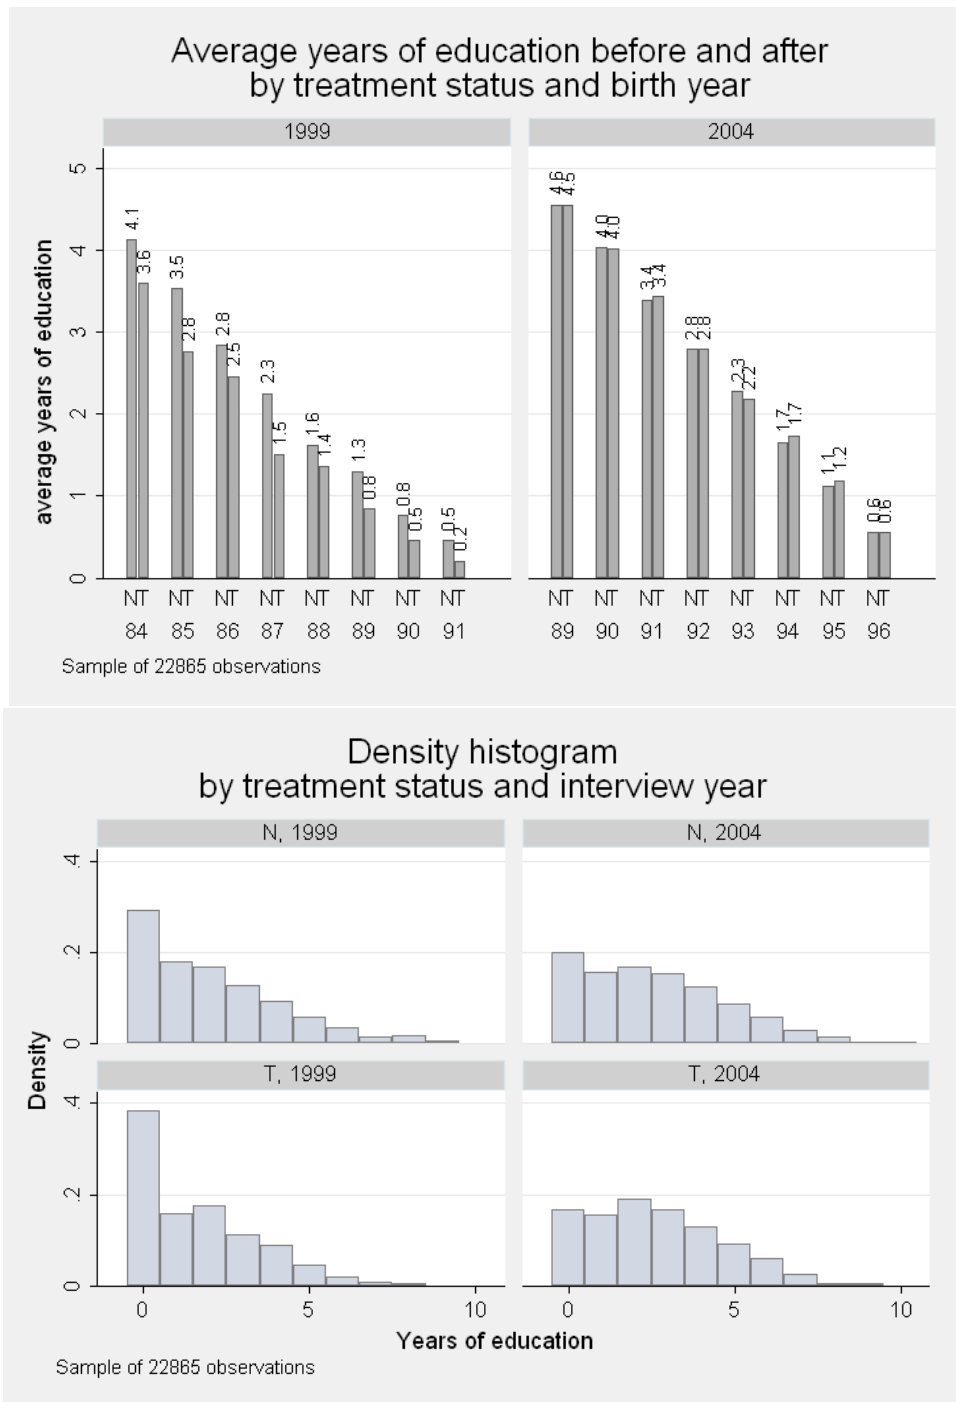 Average years of education before and after
by treatment status and birth year
1999
2004
average years of education
5
4
3
2
1
0
4.1 3.6 3.5 2.8 2.8 2.5 2.3 1.5 1.6 1.4 1.3 0.8 0.8 0.5 0.5 0.2
4.6 4.5 4.0 4.0 3.4 3.4 2.8 2.8 2.3 2.2 1.7 1.7 1.1 1.2 0.6 0.6
NT NT NT NT NT NT NT NT
NT NT NT NT NT NT NT NT
84 85 86 87 88 89 90 91
89 90 91 92 93 94 95 96
Sample of 22865 observations
Density histogram
by treatment status and interview year
N, 1999
N, 2004
.4
.2
0
Density
T, 1999
T, 2004
.4
.2
0
0 5 10
0 5 10
Years of education
Sample of 22865 observations